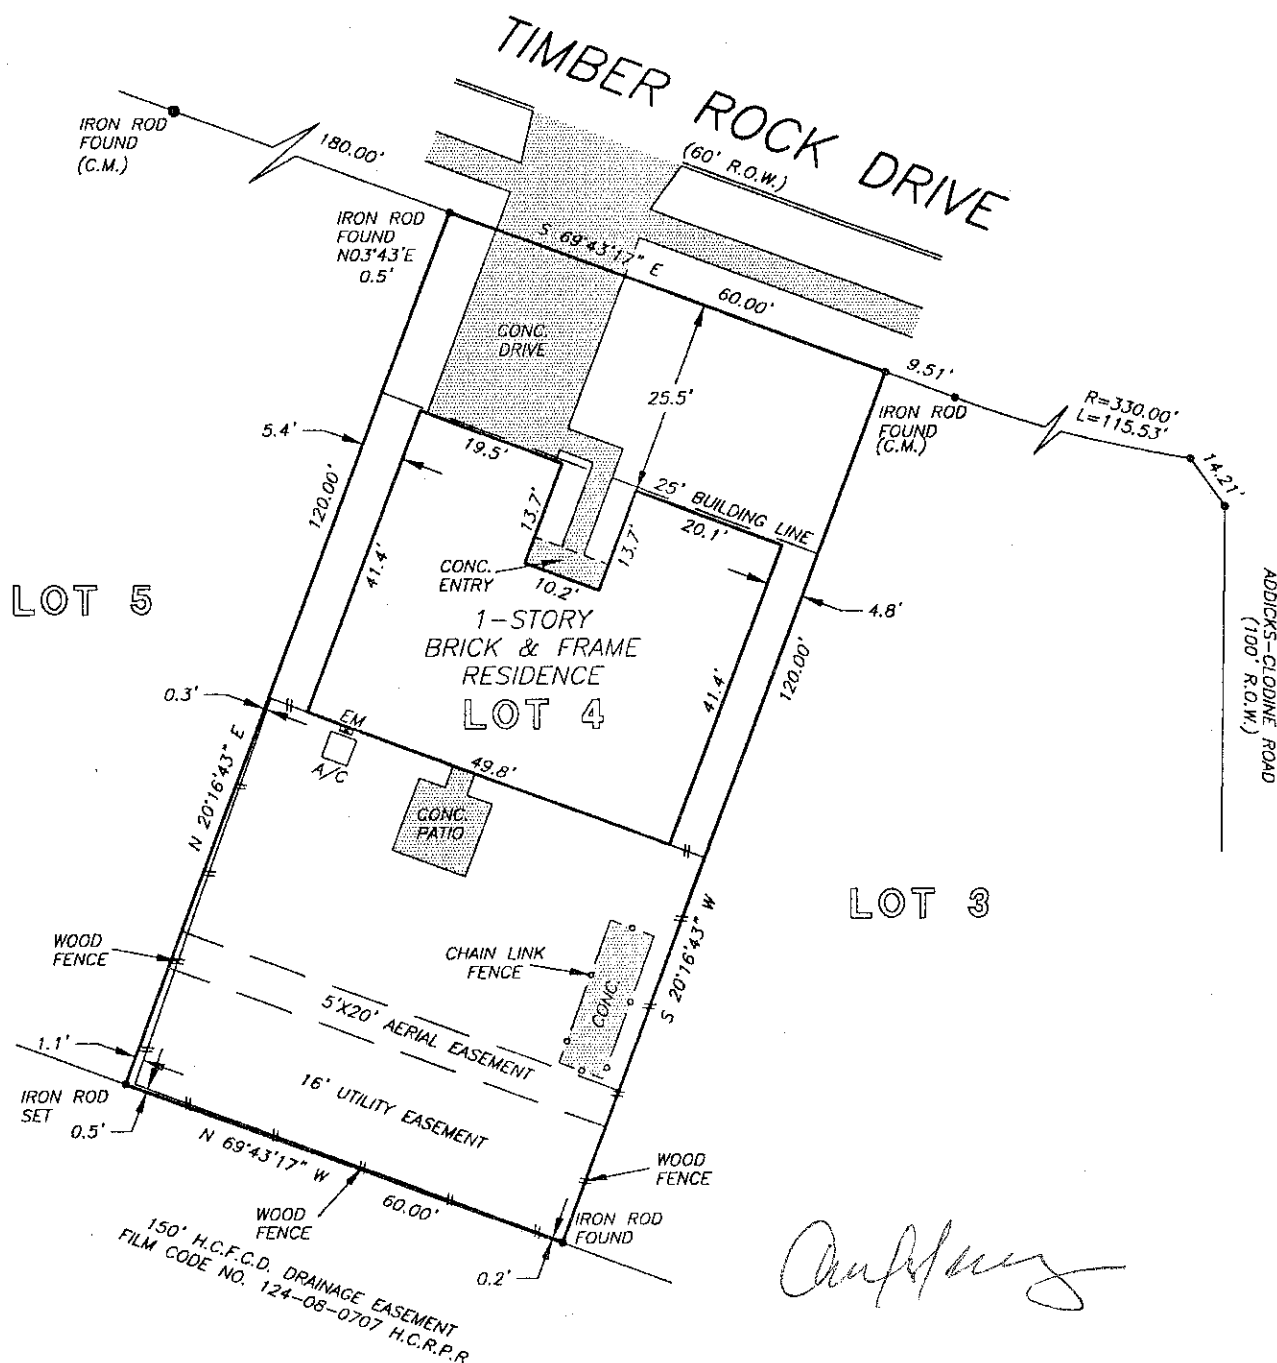 TIMBER ROCK DRIVE
(60' R.O.W.)
IRON ROD
FOUND
(C.M.)
180.00'
IRON ROD
FOUND
N03°43'E
0.5'
S 69°43'17" E
60.00'
CONC.
DRIVE
25.5'
9.51'
IRON ROD
FOUND
(C.M.)
R=330.00'
L=115.53'
14.21'
ADDICKS-CLODINE ROAD
(100' R.O.W.)
5.4'
120.00'
19.5'
13.7'
13.7'
25' BUILDING LINE
20.1'
41.4'
CONC.
ENTRY
10.2'
4.8'
LOT 5
1-STORY
BRICK & FRAME
RESIDENCE
LOT 4
41.4'
120.00'
0.3'
EM
A/C
49.8'
N 20°16'43" E
CONC.
PATIO
LOT 3
S 20°16'43" W
WOOD
FENCE
CHAIN LINK
FENCE
CONC.
5'X20' AERIAL EASEMENT
1.1'
16' UTILITY EASEMENT
IRON ROD
SET
0.5'
N 69°43'17" W
60.00'
WOOD
FENCE
WOOD
FENCE
IRON ROD
FOUND
0.2'
150' H.C.F.C.D. DRAINAGE EASEMENT
FILM CODE NO. 124-08-0707 H.C.R.P.R